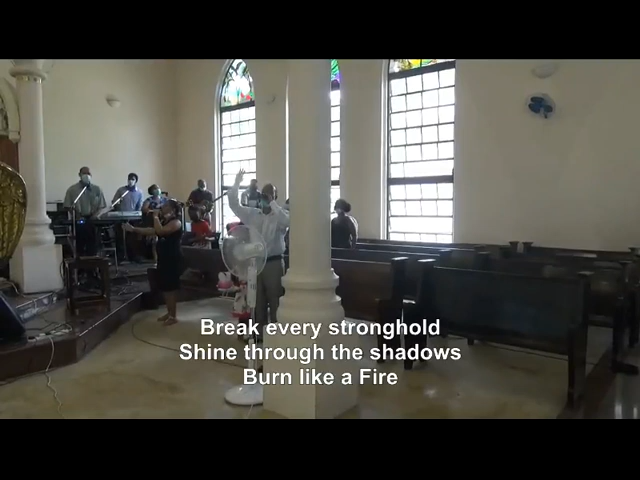 Break every stronghold
Shine through the shadows
Burn like a Fire